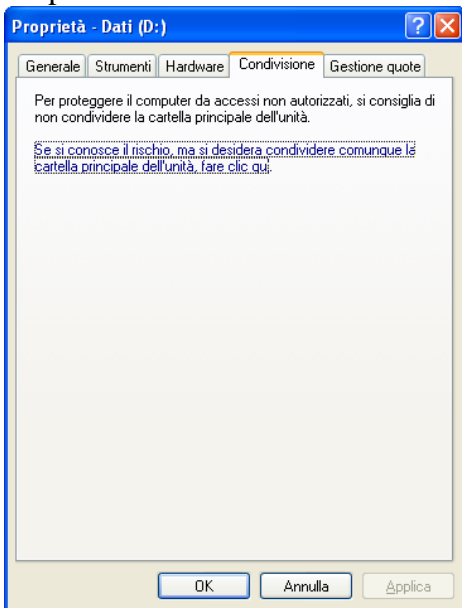 Proprietà - Dati (D:)
Generale Strumenti Hardware Condivisione Gestione quote
Per proteggere il computer da accessi non autorizzati, si consiglia di
non condividere la cartella principale dell'unità.
Se si conosce il rischio, ma si desidera condividere comunque la
cartella principale dell'unità, fare clic qui.
OK Annulla Applica